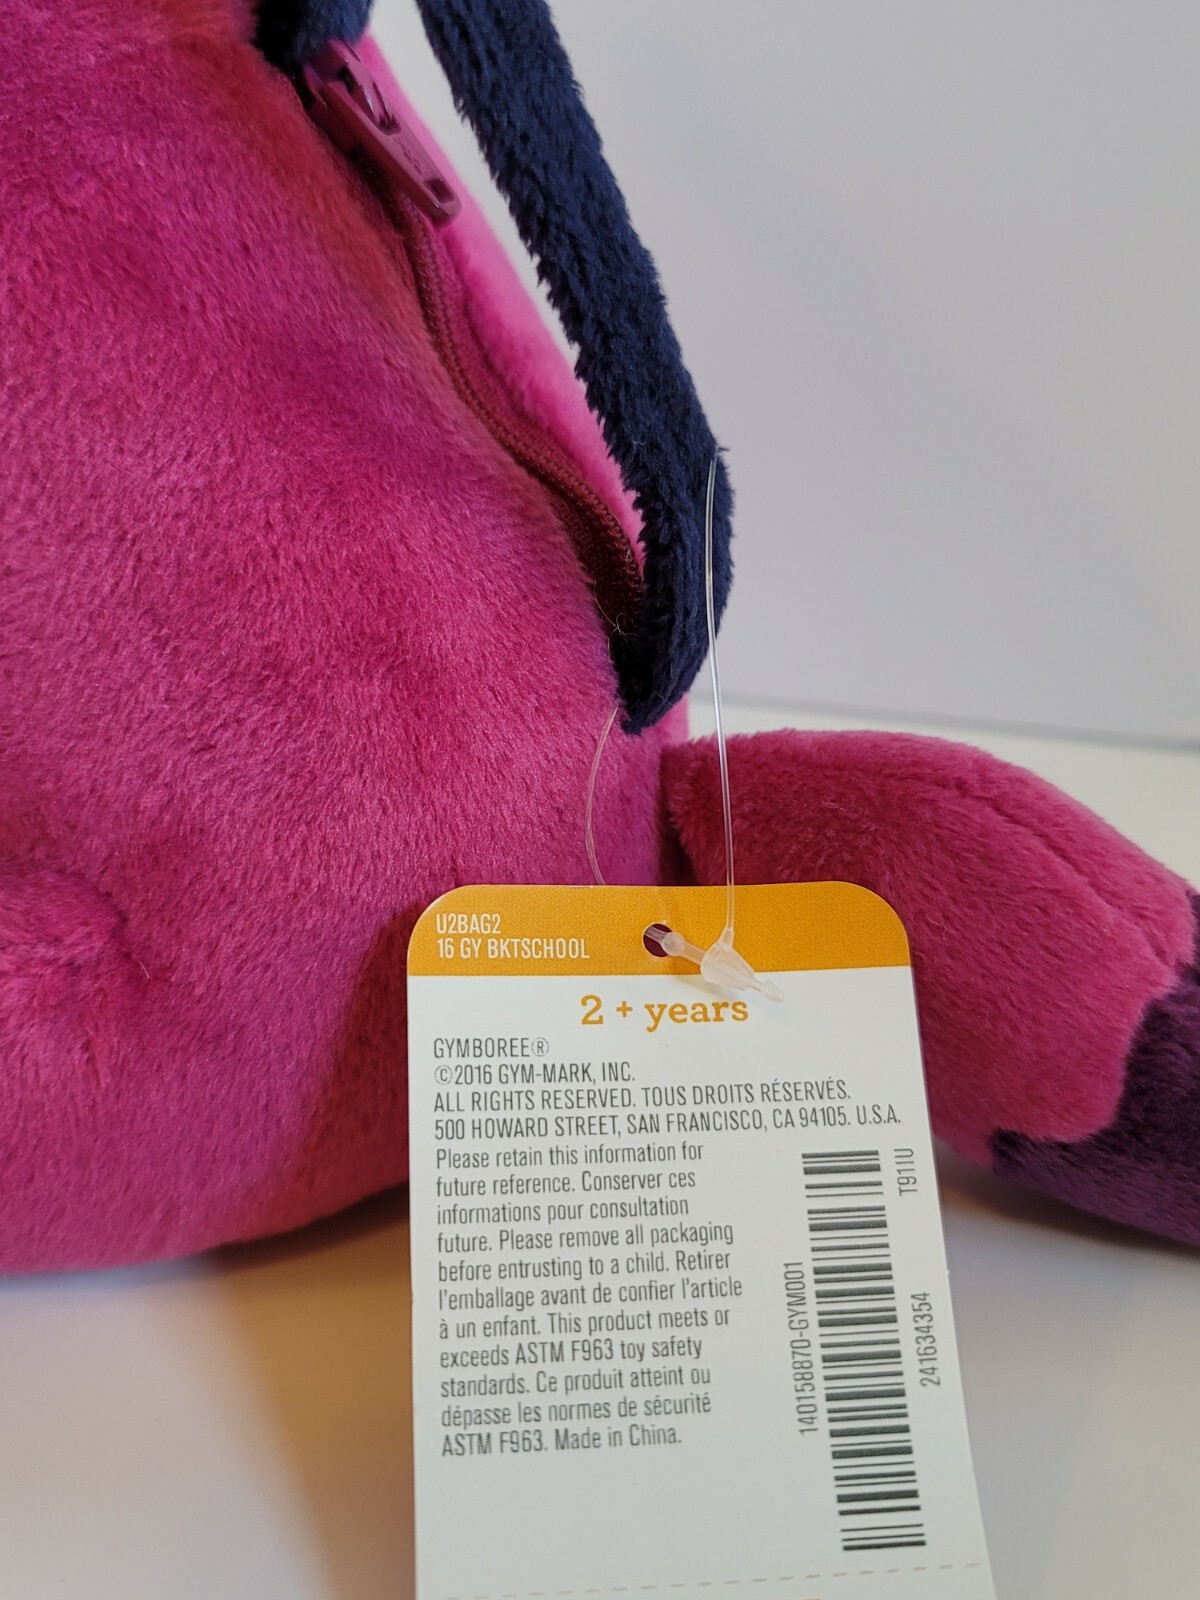 U2BAG2
16 GY BKTSCHOOL
2 + years
GYMBOREE®
©2016 GYM-MARK, INC.
ALL RIGHTS RESERVED. TOUS DROITS RÉSERVÉS.
500 HOWARD STREET, SAN FRANCISCO, CA 94105. U.S.A.
Please retain this information for
future reference. Conserver ces
informations pour consultation
future. Please remove all packaging
before entrusting to a child. Retirer
l'emballage avant de confier l'article
à un enfant. This product meets or
exceeds ASTM F963 toy safety
standards. Ce produit atteint ou
dépasse les normes de sécurité
ASTM F963. Made in China.
140158870-GYM001
241634354
T911U